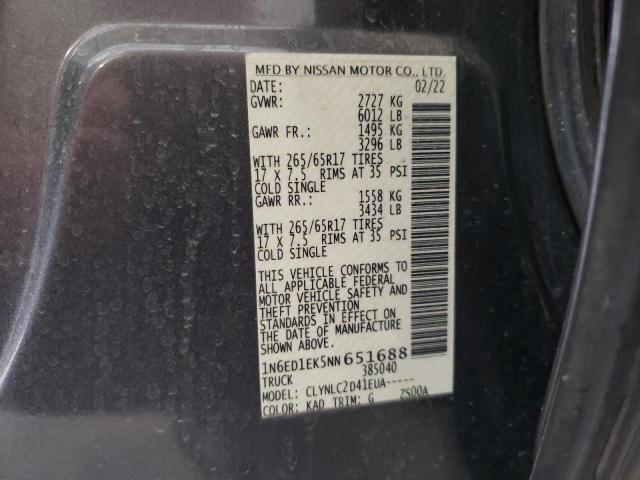 MFD BY NISSAN MOTOR CO., LTD.
DATE: 02/22
GVWR: 2727 KG
6012 LB
GAWR FR.: 1495 KG
3296 LB
WITH 265/65R17 TIRES
17 X 7.5 RIMS AT 35 PSI
COLD SINGLE
GAWR RR.: 1558 KG
3434 LB
WITH 265/65R17 TIRES
17 X 7.5 RIMS AT 35 PSI
COLD SINGLE
THIS VEHICLE CONFORMS TO
ALL APPLICABLE FEDERAL
MOTOR VEHICLE SAFETY AND
THEFT PROTECTION
STANDARDS IN EFFECT ON
THE DATE OF MANUFACTURE
SHOWN ABOVE.
1N6ED1EK5NN651688
TRUCK 385040
MODEL: CLYNLC2D41EUA-----
COLOR: KAD TRIM: G ZS00A